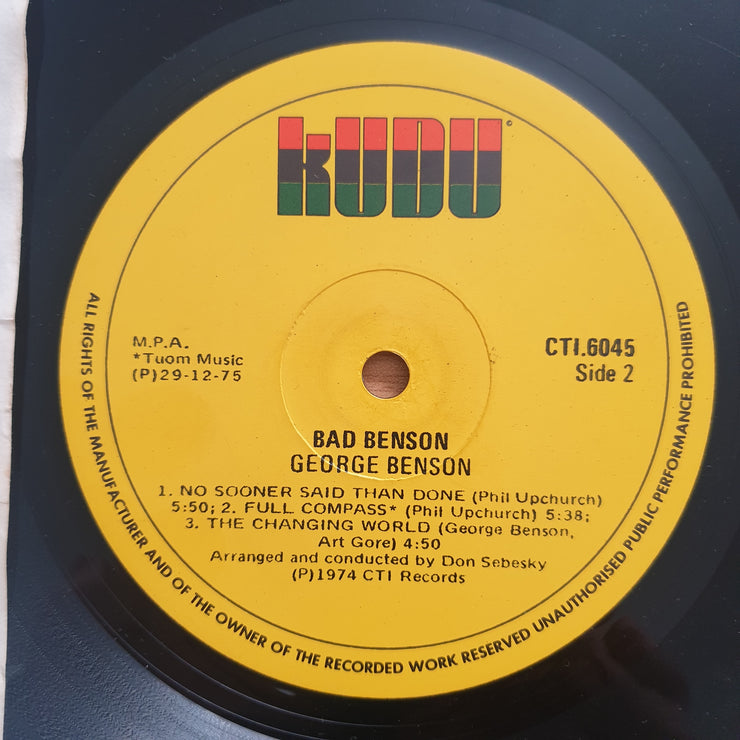 KUDU
M.P.A.
*Tuom Music
(P)29-12-75
CTI.6045
Side 2
BAD BENSON
GEORGE BENSON
1. NO SOONER SAID THAN DONE (Phil Upchurch)
5:50; 2. FULL COMPASS* (Phil Upchurch) 5:38;
3. THE CHANGING WORLD (George Benson,
Art Gore) 4:50
Arranged and conducted by Don Sebesky
(P)1974 CTI Records
ALL RIGHTS OF THE MANUFACTURER AND OF THE OWNER OF THE RECORDED WORK RESERVED UNAUTHORISED PUBLIC PERFORMANCE PROHIBITED